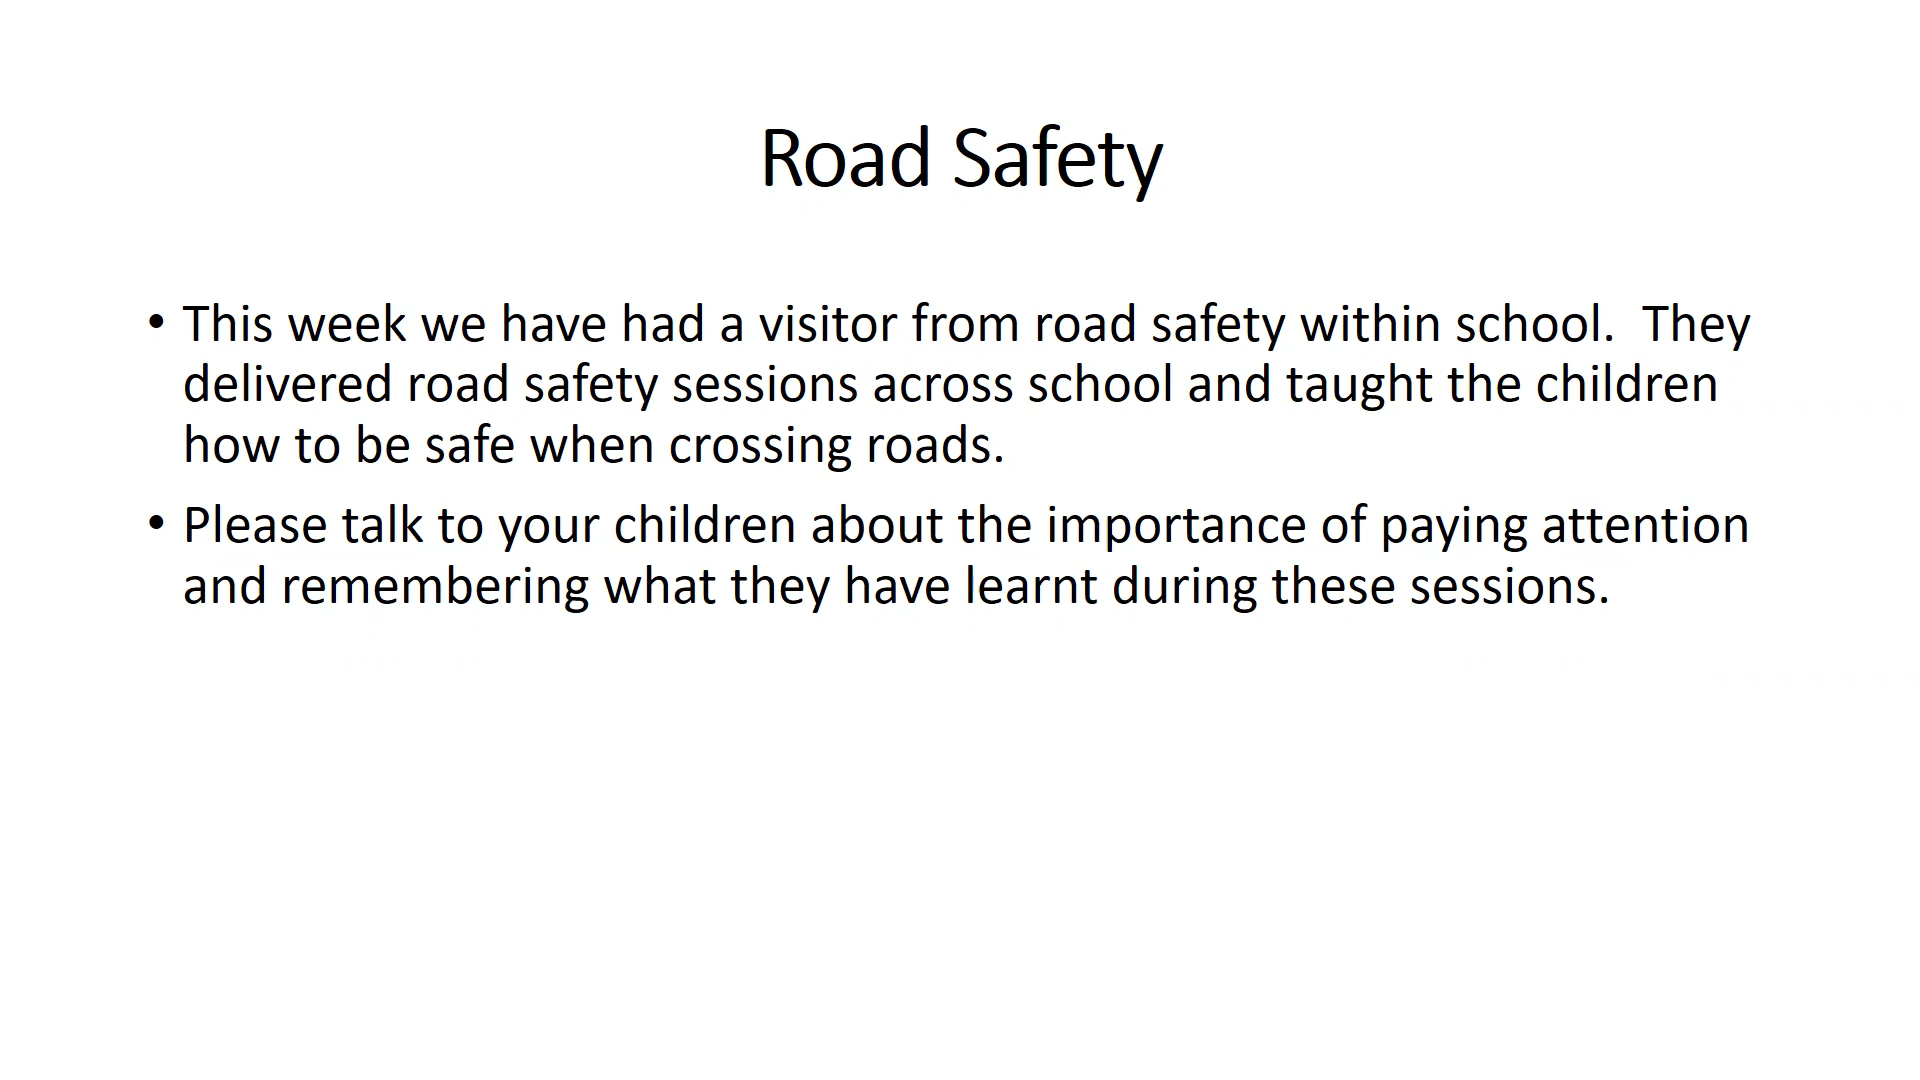 Road Safety
• This week we have had a visitor from road safety within school.  They
delivered road safety sessions across school and taught the children
how to be safe when crossing roads.
• Please talk to your children about the importance of paying attention
and remembering what they have learnt during these sessions.